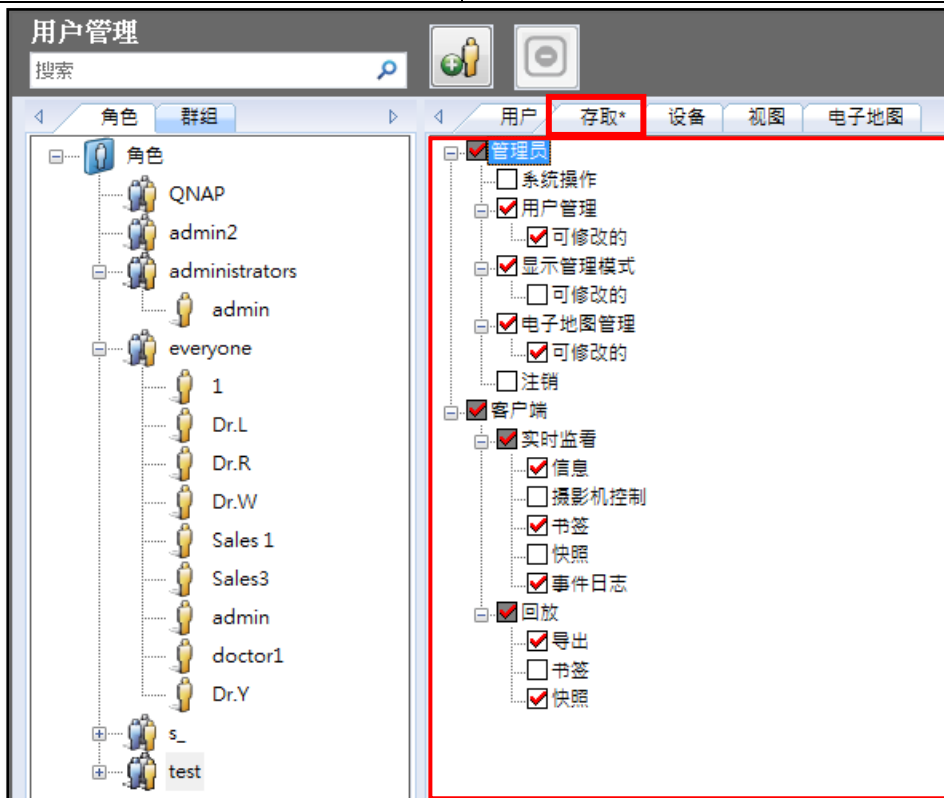 用户管理
搜索
角色 群组
角色
QNAP
admin2
administrators
admin
everyone
1
Dr.L
Dr.R
Dr.W
Sales 1
Sales3
admin
doctor1
Dr.Y
s_
test
用户 存取* 设备 视图 电子地图
管理员
系统操作
用户管理
可修改的
显示管理模式
可修改的
电子地图管理
可修改的
注销
客户端
实时监看
信息
摄影机控制
书签
快照
事件日志
回放
导出
书签
快照